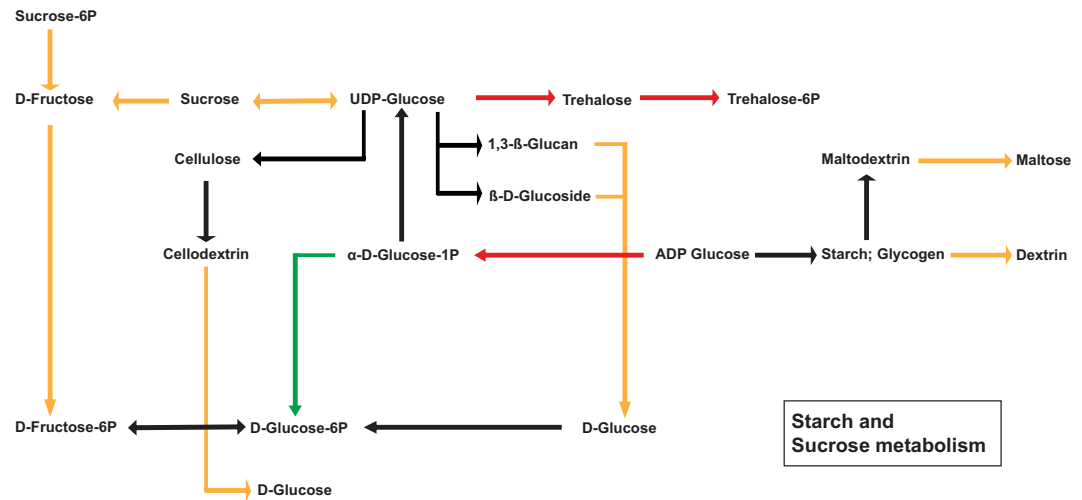 Sucrose-6P
D-Fructose
Sucrose
UDP-Glucose
Trehalose
Trehalose-6P
1,3-ß-Glucan
Cellulose
Maltodextrin
Maltose
ß-D-Glucoside
Cellodextrin
α-D-Glucose-1P
ADP Glucose
Starch; Glycogen
Dextrin
D-Fructose-6P
D-Glucose-6P
D-Glucose
Starch and
Sucrose metabolism
D-Glucose